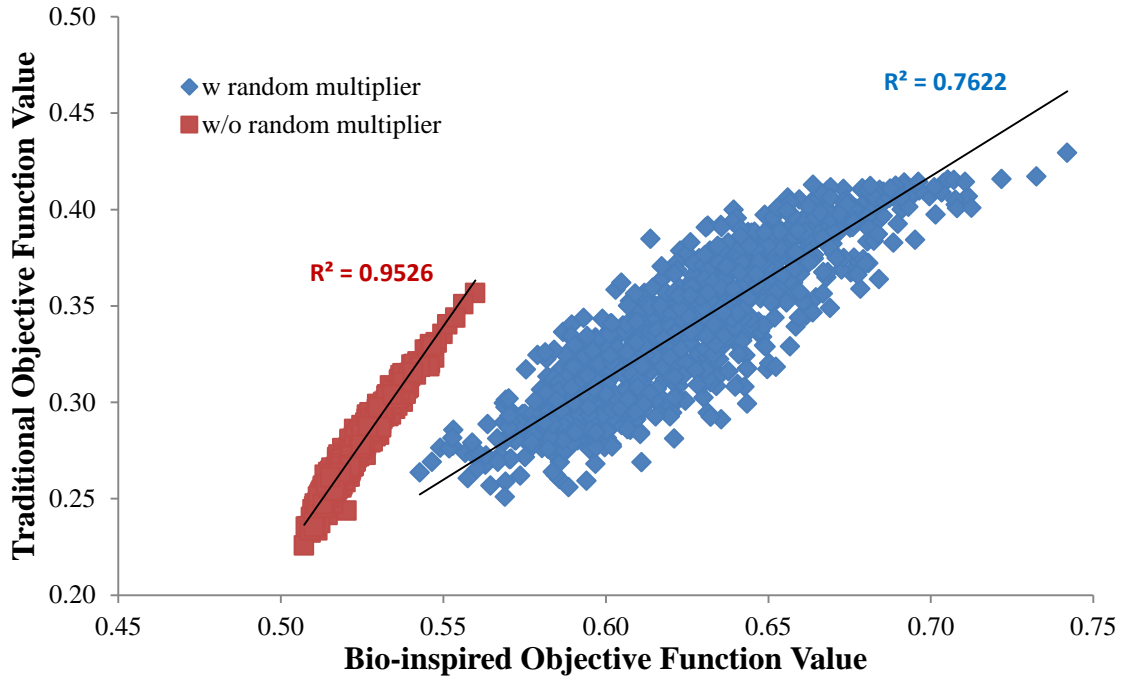 0.50
0.45
0.40
0.35
0.30
0.25
0.20
Traditional Objective Function Value
w random multiplier
w/o random multiplier
R² = 0.7622
R² = 0.9526
0.45 0.50 0.55 0.60 0.65 0.70 0.75
Bio-inspired Objective Function Value